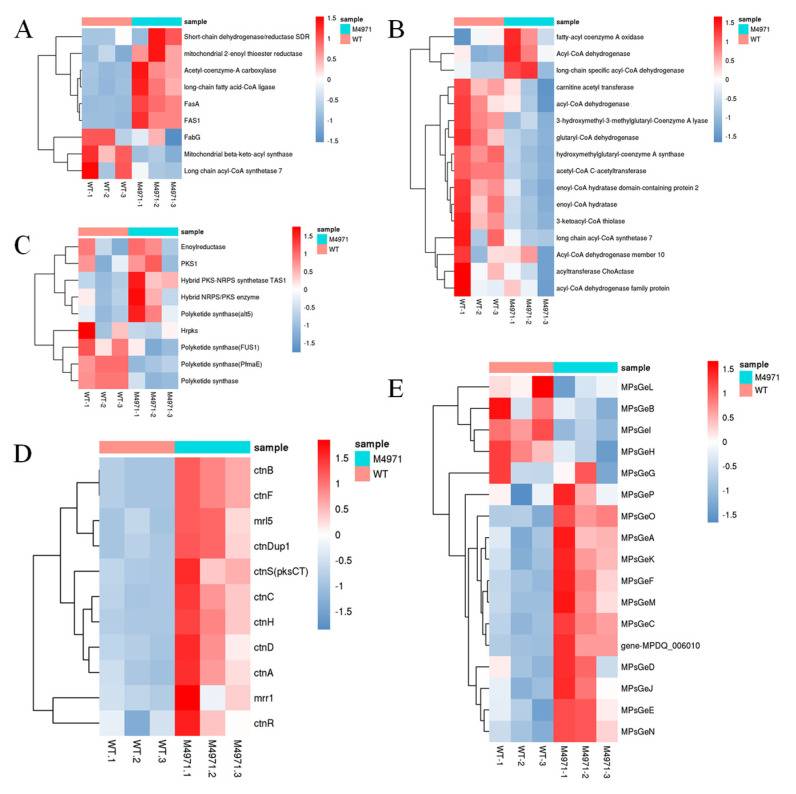 A
sample
Short-chain dehydrogenase/reductase SDR
mitochondrial 2-enoyl thioester reductase
Acetyl-coenzyme-A carboxylase
long-chain fatty acid-CoA ligase
FasA
FAS1
FabG
Mitochondrial beta-keto-acyl synthase
Long chain acyl-CoA synthetase 7
WT-1
WT-2
WT-3
M4971-1
M4971-2
M4971-3
1.5
1
0.5
0
-0.5
-1
-1.5
sample
M4971
WT
B
sample
fatty-acyl coenzyme A oxidase
Acyl-CoA dehydrogenase
long-chain specific acyl-CoA dehydrogenase
carnitine acetyl transferase
acyl-CoA dehydrogenase
3-hydroxymethyl-3-methylglutaryl-Coenzyme A lyase
glutaryl-CoA dehydrogenase
hydroxymethylglutaryl-coenzyme A synthase
acetyl-CoA C-acetyltransferase
enoyl-CoA hydratase domain-containing protein 2
enoyl-CoA hydratase
3-ketoacyl-CoA thiolase
long chain acyl-CoA synthetase 7
Acyl-CoA dehydrogenase member 10
acyltransferase ChoActase
acyl-CoA dehydrogenase family protein
WT-1
WT-2
WT-3
M4971-1
M4971-2
M4971-3
1.5
1
0.5
0
-0.5
-1
-1.5
sample
M4971
WT
C
sample
Enoylreductase
PKS1
Hybrid PKS-NRPS synthetase TAS1
Hybrid NRPS/PKS enzyme
Polyketide synthase(alt5)
Hrpks
Polyketide synthase(FUS1)
Polyketide synthase(PfmaE)
Polyketide synthase
WT-1
WT-2
WT-3
M4971-1
M4971-2
M4971-3
1.5
1
0.5
0
-0.5
-1
-1.5
sample
M4971
WT
D
sample
ctnB
ctnF
mrl5
ctnDup1
ctnS(pksCT)
ctnC
ctnH
ctnD
ctnA
mrr1
ctnR
WT.1
WT.2
WT.3
M4971.1
M4971.2
M4971.3
1.5
1
0.5
0
-0.5
-1
-1.5
sample
M4971
WT
E
sample
MPsGeL
MPsGeB
MPsGeI
MPsGeH
MPsGeG
MPsGeP
MPsGeO
MPsGeA
MPsGeK
MPsGeF
MPsGeM
MPsGeC
gene-MPDQ_006010
MPsGeD
MPsGeJ
MPsGeE
MPsGeN
WT-1
WT-2
WT-3
M4971-1
M4971-2
M4971-3
1.5
1
0.5
0
-0.5
-1
-1.5
sample
M4971
WT